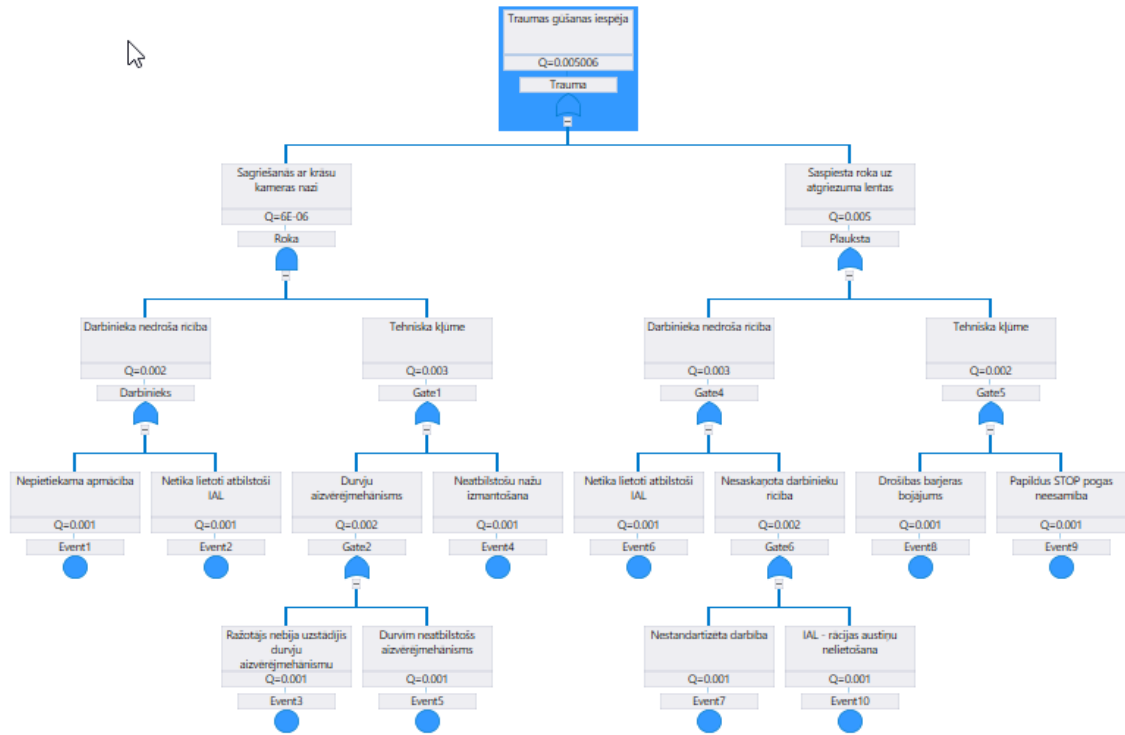 Traumas gūšanas iespēja
Q=0.005006
Trauma
Sagriešanās ar krāsu
kameras nazi
Q=6E-06
Roka
Saspiesta roka uz
atgriezuma lentas
Q=0.005
Plauksta
Darbinieka nedroša rīcība
Q=0.002
Darbinieks
Tehniska kļūme
Q=0.003
Gate1
Darbinieka nedroša rīcība
Q=0.003
Gate4
Tehniska kļūme
Q=0.002
Gate5
Nepietiekama apmācība
Q=0.001
Event1
Netika lietoti atbilstoši
IAL
Q=0.001
Event2
Durvju
aizvērējmehānisms
Q=0.002
Gate2
Neatbilstošu nažu
izmantošana
Q=0.001
Event4
Netika lietoti atbilstoši
IAL
Q=0.001
Event6
Nesaskaņota darbinieku
rīcība
Q=0.002
Gate6
Drošības barjeras
bojājums
Q=0.001
Event8
Papildus STOP pogas
neesamība
Q=0.001
Event9
Ražotājs nebija uzstādījis
durvju
aizvērējmehānismu
Q=0.001
Event3
Durvīm neatbilstošs
aizvērējmehānisms
Q=0.001
Event5
Nestandartizēta darbība
Q=0.001
Event7
IAL - rācijas austiņu
nelietošana
Q=0.001
Event10